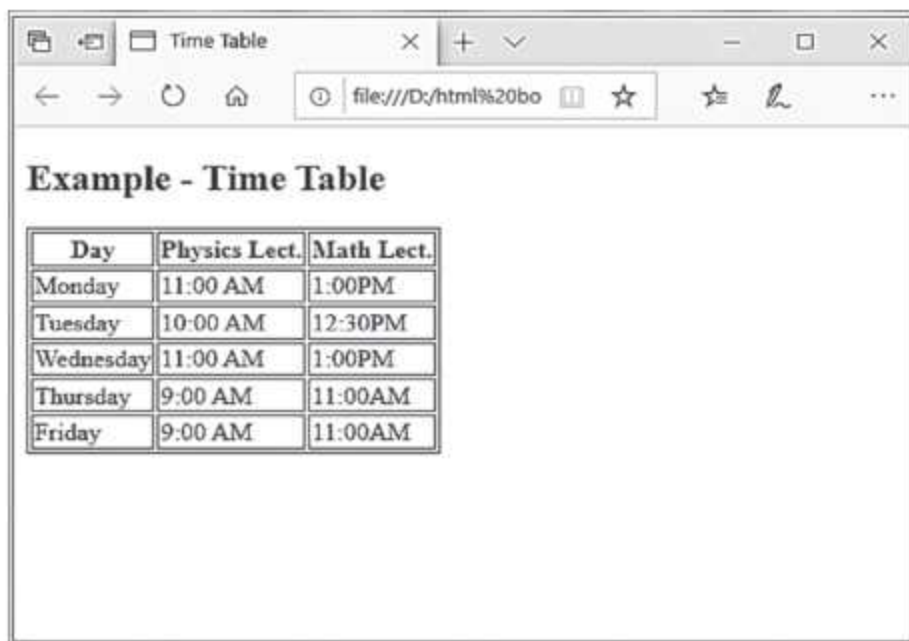 Time Table
file:///D:/html%20bo
Example - Time Table
Day Physics Lect. Math Lect.
Monday 11:00 AM 1:00PM
Tuesday 10:00 AM 12:30PM
Wednesday 11:00 AM 1:00PM
Thursday 9:00 AM 11:00AM
Friday 9:00 AM 11:00AM